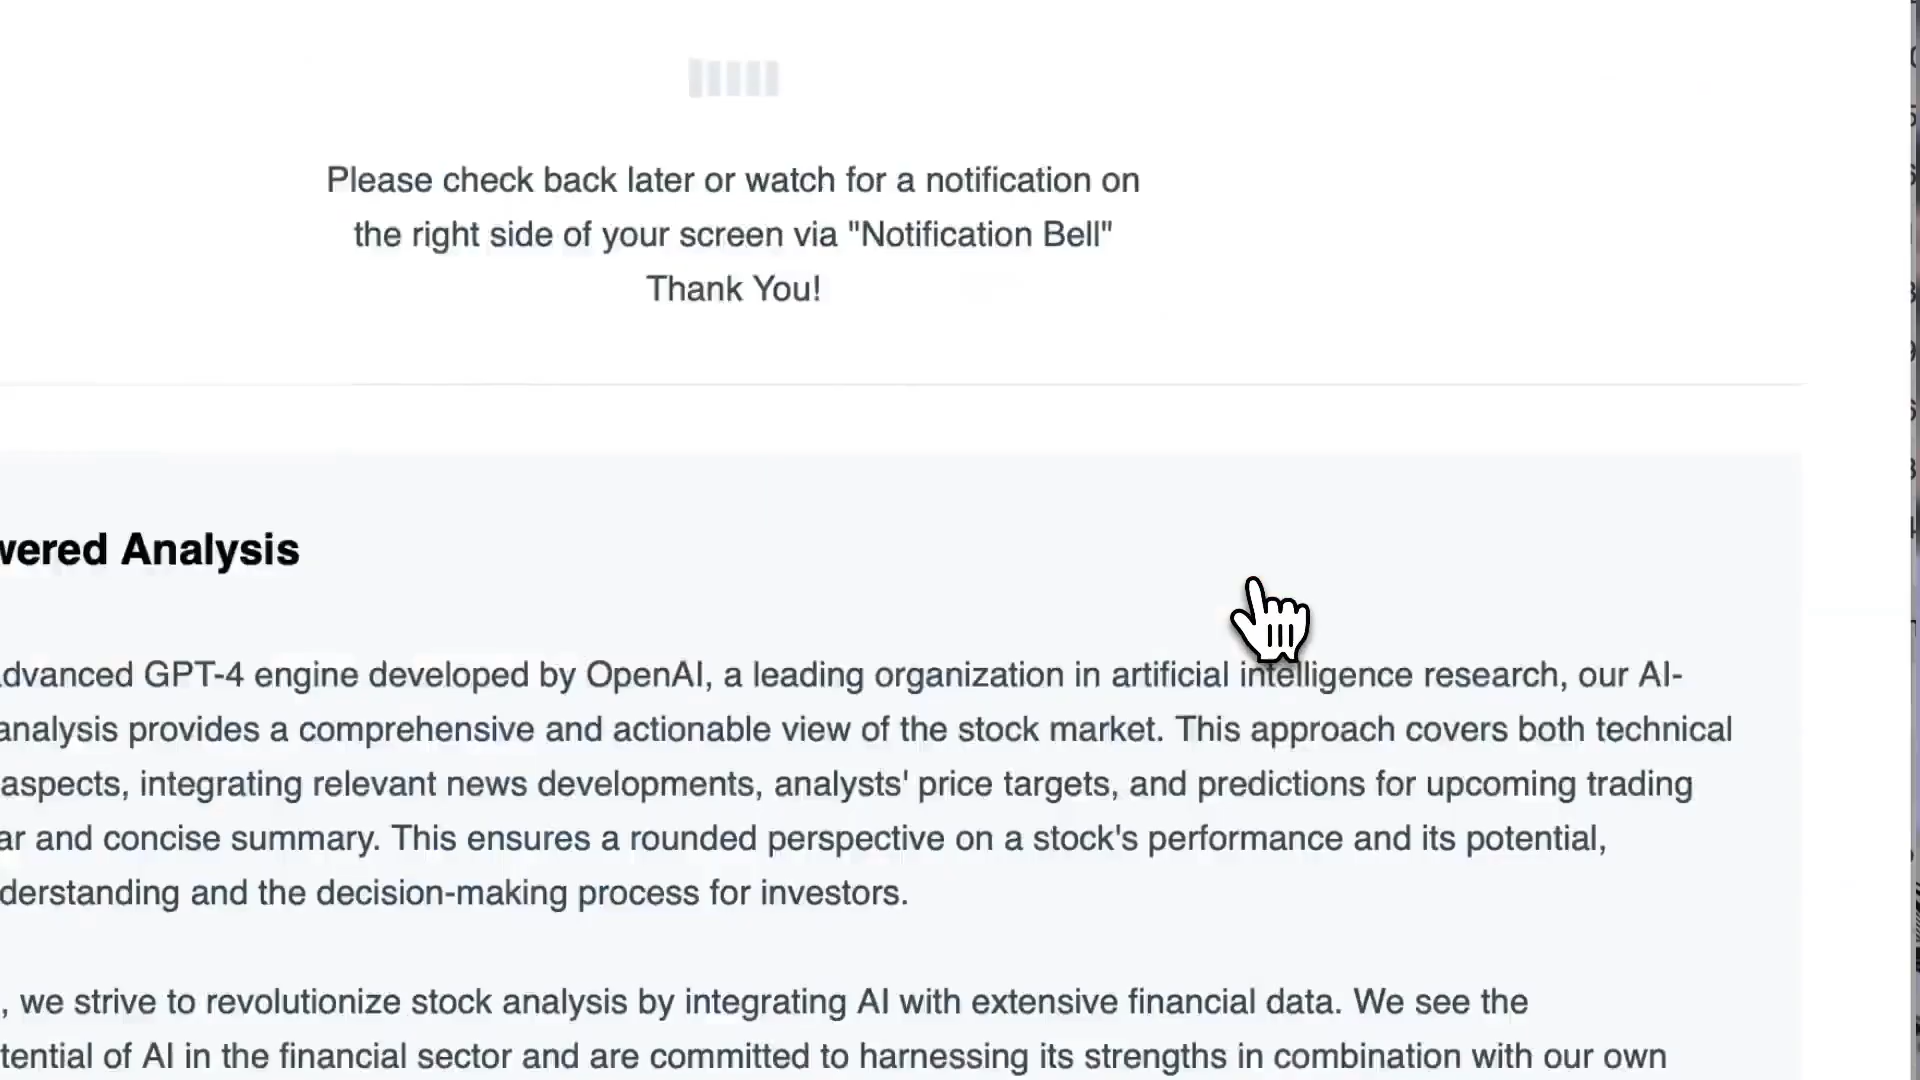 Please check back later or watch for a notification on
the right side of your screen via "Notification Bell"
Thank You!
wered Analysis
dvanced GPT-4 engine developed by OpenAI, a leading organization in artificial intelligence research, our AI-
analysis provides a comprehensive and actionable view of the stock market. This approach covers both technical
aspects, integrating relevant news developments, analysts' price targets, and predictions for upcoming trading
ar and concise summary. This ensures a rounded perspective on a stock's performance and its potential,
derstanding and the decision-making process for investors.
, we strive to revolutionize stock analysis by integrating AI with extensive financial data. We see the
tential of AI in the financial sector and are committed to harnessing its strengths in combination with our own